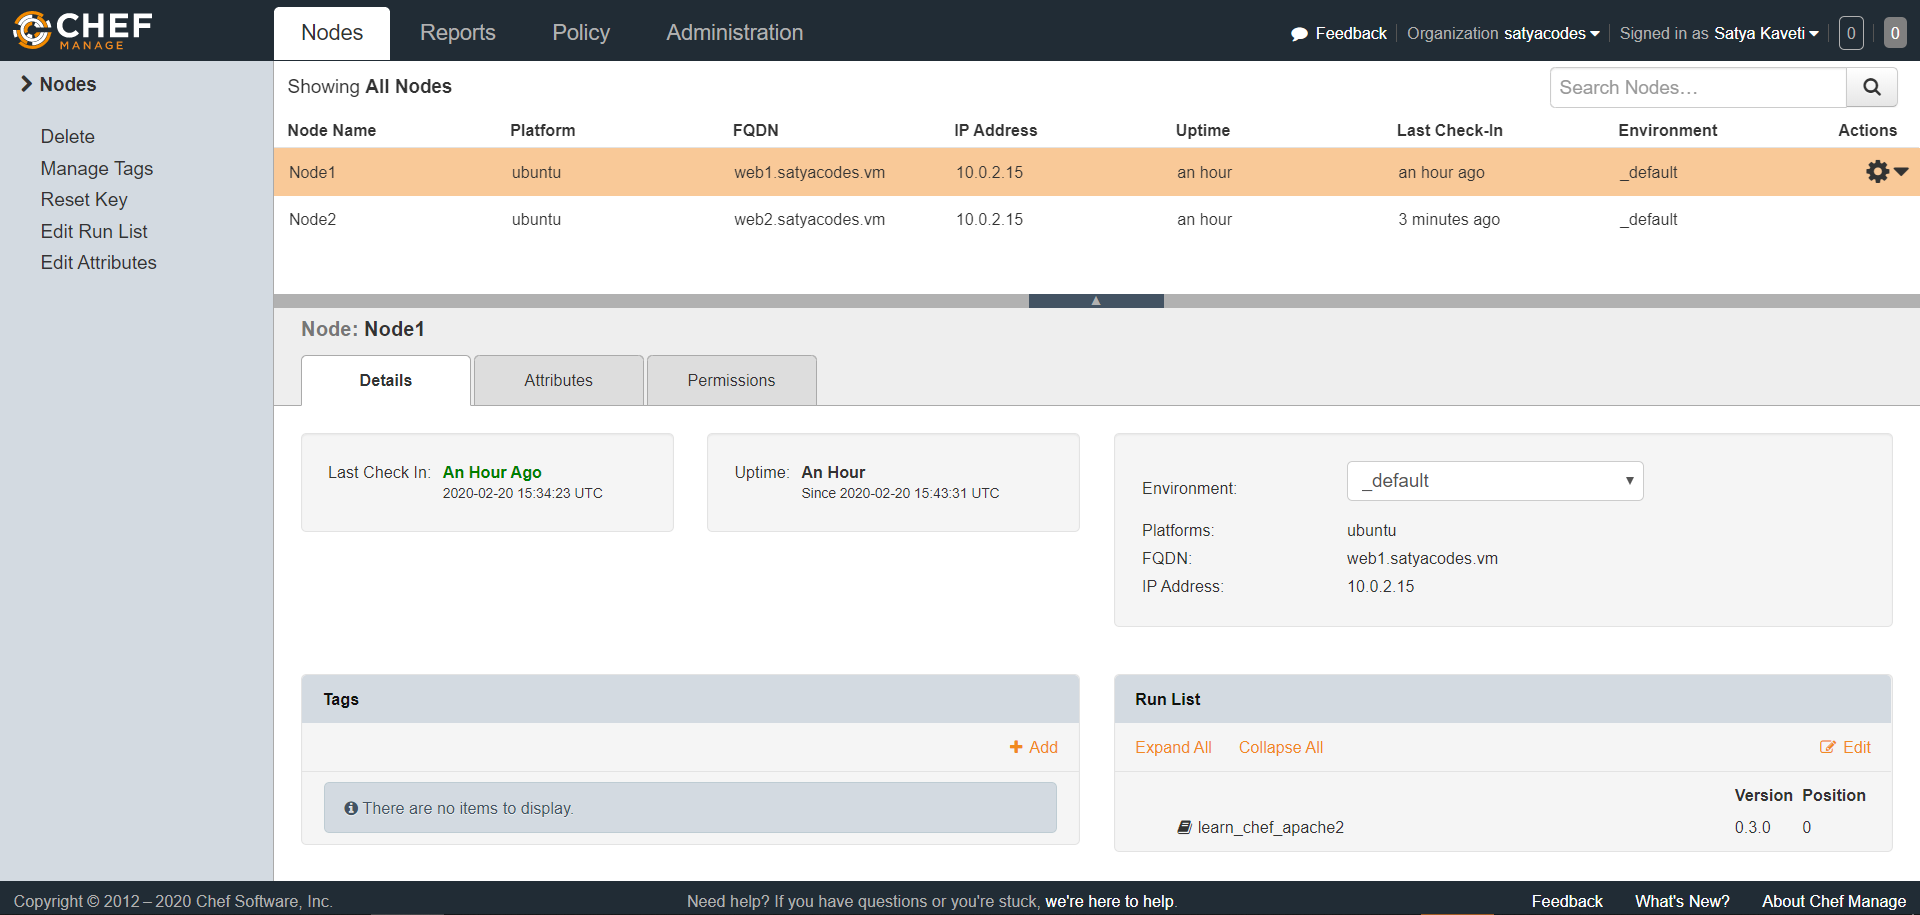 CHEF
MANAGE
Nodes Reports Policy Administration
Feedback Organization satyacodes Signed in as Satya Kaveti 0 0
Nodes
Delete
Manage Tags
Reset Key
Edit Run List
Edit Attributes
Showing All Nodes
Search Nodes…
Node Name Platform FQDN IP Address Uptime Last Check-In Environment Actions
Node1 ubuntu web1.satyacodes.vm 10.0.2.15 an hour an hour ago _default
Node2 ubuntu web2.satyacodes.vm 10.0.2.15 an hour 3 minutes ago _default
Node: Node1
Details Attributes Permissions
Last Check In: An Hour Ago
2020-02-20 15:34:23 UTC
Uptime: An Hour
Since 2020-02-20 15:43:31 UTC
Environment: _default
Platforms: ubuntu
FQDN: web1.satyacodes.vm
IP Address: 10.0.2.15
Tags
Add
There are no items to display.
Run List
Expand All Collapse All Edit
Version Position
learn_chef_apache2 0.3.0 0
Copyright © 2012 – 2020 Chef Software, Inc. Need help? If you have questions or you're stuck, we're here to help. Feedback What's New? About Chef Manage